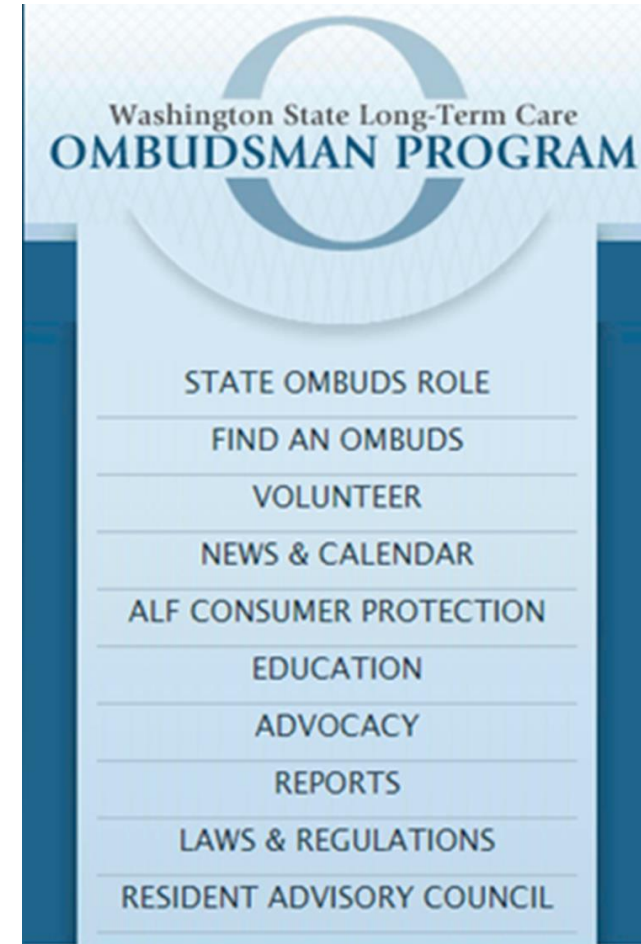 Washington State Long-Term Care
OMBUDSMAN PROGRAM
STATE OMBUDS ROLE
FIND AN OMBUDS
VOLUNTEER
NEWS & CALENDAR
ALF CONSUMER PROTECTION
EDUCATION
ADVOCACY
REPORTS
LAWS & REGULATIONS
RESIDENT ADVISORY COUNCIL